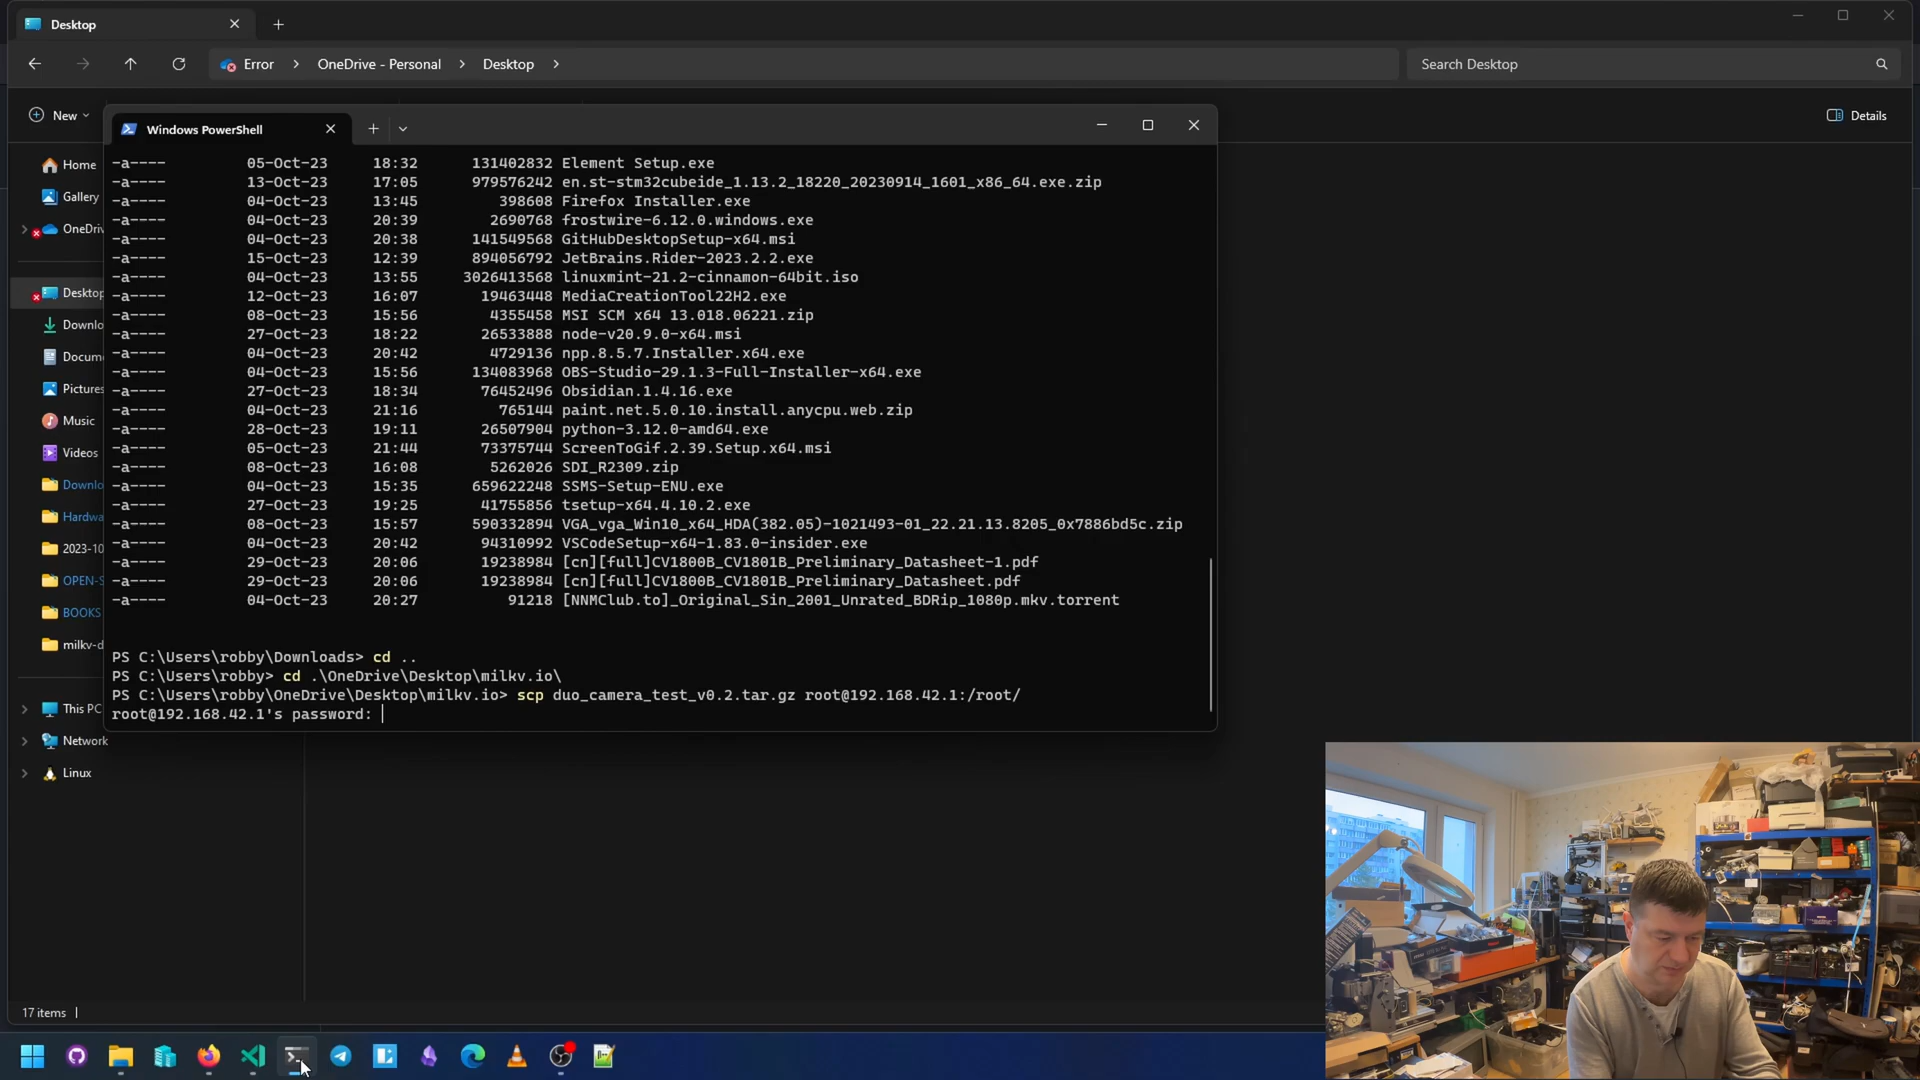 Desktop
Error > OneDrive - Personal > Desktop >
Search Desktop
New
Details
Windows PowerShell
Home
Gallery
OneDriv
Desktop
Downlo
Docum
Pictures
Music
Videos
Downlo
Hardwa
2023-10
OPEN-S
BOOKS
milkv-d
This PC
Network
Linux
-a---- 05-Oct-23 18:32 131402832 Element Setup.exe
-a---- 13-Oct-23 17:05 979576242 en.st-stm32cubeide_1.13.2_18220_20230914_1601_x86_64.exe.zip
-a---- 04-Oct-23 13:45 398608 Firefox Installer.exe
-a---- 04-Oct-23 20:39 2690768 frostwire-6.12.0.windows.exe
-a---- 04-Oct-23 20:38 141549568 GitHubDesktopSetup-x64.msi
-a---- 15-Oct-23 12:39 894056792 JetBrains.Rider-2023.2.2.exe
-a---- 04-Oct-23 13:55 3026413568 linuxmint-21.2-cinnamon-64bit.iso
-a---- 12-Oct-23 16:07 19463448 MediaCreationTool22H2.exe
-a---- 08-Oct-23 15:56 4355458 MSI SCM x64 13.018.06221.zip
-a---- 27-Oct-23 18:22 26533888 node-v20.9.0-x64.msi
-a---- 04-Oct-23 20:42 4729136 npp.8.5.7.Installer.x64.exe
-a---- 04-Oct-23 15:56 134083968 OBS-Studio-29.1.3-Full-Installer-x64.exe
-a---- 27-Oct-23 18:34 76452496 Obsidian.1.4.16.exe
-a---- 04-Oct-23 21:16 765144 paint.net.5.0.10.install.anycpu.web.zip
-a---- 28-Oct-23 19:11 26507904 python-3.12.0-amd64.exe
-a---- 05-Oct-23 21:44 73375744 ScreenToGif.2.39.Setup.x64.msi
-a---- 08-Oct-23 16:08 5262026 SDI_R2309.zip
-a---- 04-Oct-23 15:35 659622248 SSMS-Setup-ENU.exe
-a---- 27-Oct-23 19:25 41755856 tsetup-x64.4.10.2.exe
-a---- 08-Oct-23 15:57 590332894 VGA_vga_Win10_x64_HDA(382.05)-1021493-01_22.21.13.8205_0x7886bd5c.zip
-a---- 04-Oct-23 20:42 94310992 VSCodeSetup-x64-1.83.0-insider.exe
-a---- 29-Oct-23 20:06 19238984 [cn][full]CV1800B_CV1801B_Preliminary_Datasheet-1.pdf
-a---- 29-Oct-23 20:06 19238984 [cn][full]CV1800B_CV1801B_Preliminary_Datasheet.pdf
-a---- 04-Oct-23 20:27 91218 [NNMClub.to]_Original_Sin_2001_Unrated_BDRip_1080p.mkv.torrent
PS C:\Users\robby\Downloads> cd ..
PS C:\Users\robby> cd .\OneDrive\Desktop\milkv.io\
PS C:\Users\robby\OneDrive\Desktop\milkv.io> scp duo_camera_test_v0.2.tar.gz root@192.168.42.1:/root/
root@192.168.42.1's password:
17 items